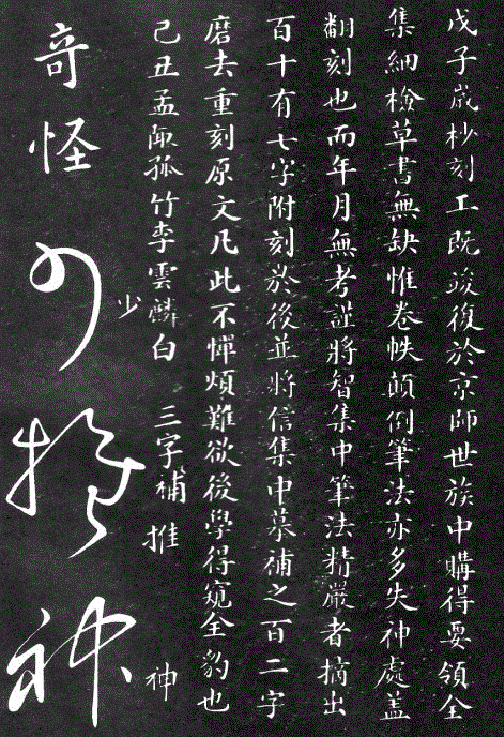 戊子歲杪刻工既竣復於京師世族中購得要領全
集細檢草書無缺惟卷帙顛倒筆法亦多失神處盖
翻刻也而年月無考謹將智集中筆法精嚴者摘出
百十有七字附刻於後並將信集中摹補之百二字
磨去重刻原文凡此不憚煩難欲後學得窺全豹也
己丑孟陬孤竹李雲麟白 三字補
少 推 神
奇怪少推神